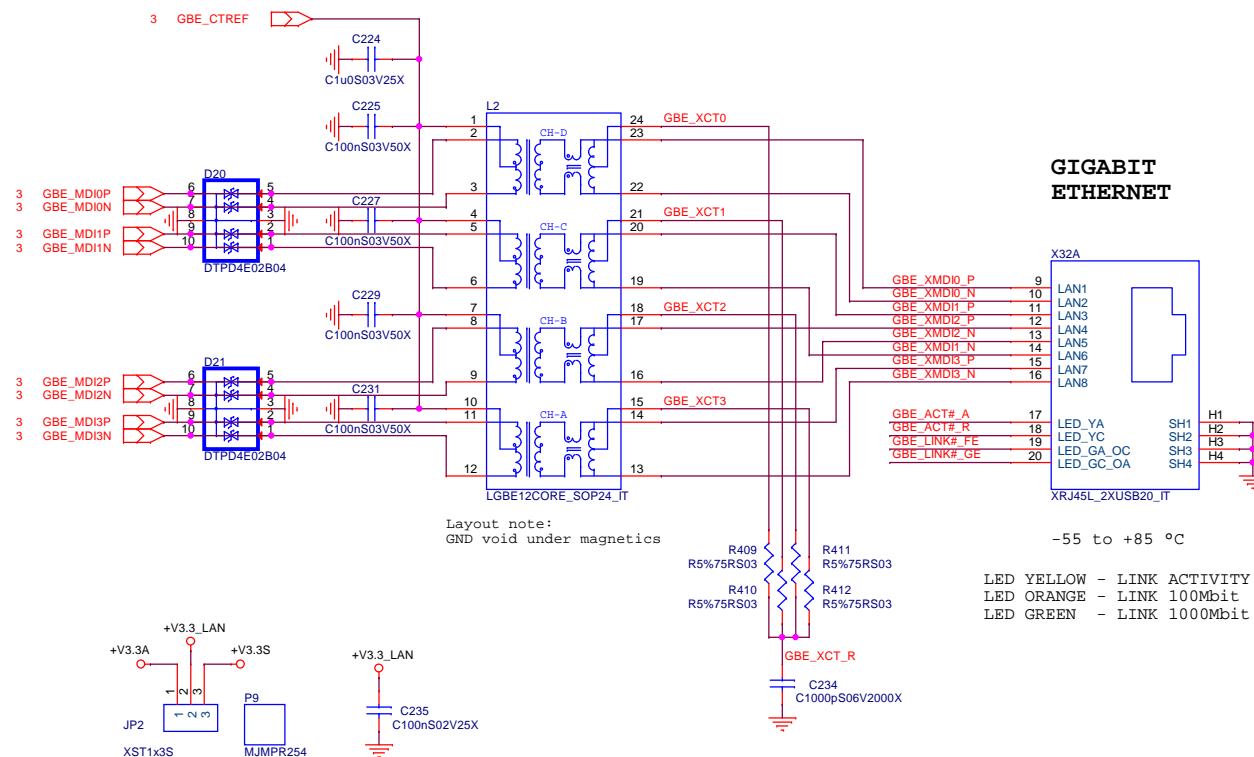 3 GBE_CTREF
C224
C1u0S03V25X
C225
C100nS03V50X
L2
1
2
3
4
5
6
7
8
9
10
11
12
CH-D
CH-C
CH-B
CH-A
24
23
22
21
20
19
18
17
16
15
14
13
LGBE12CORE_SOP24_IT
GBE_XCT0
GBE_XCT1
GBE_XCT2
GBE_XCT3
D20
3 GBE_MDI0P
3 GBE_MDI0N
3 GBE_MDI1P
3 GBE_MDI1N
6 5
7 4
8 3
9 2
10 1
DTPD4E02B04
C227
C100nS03V50X
C229
C100nS03V50X
D21
3 GBE_MDI2P
3 GBE_MDI2N
3 GBE_MDI3P
3 GBE_MDI3N
6 5
7 4
8 3
9 2
10 1
DTPD4E02B04
C231
C100nS03V50X
Layout note:
GND void under magnetics
GIGABIT
ETHERNET
X32A
GBE_XMDI0_P 9 LAN1
GBE_XMDI0_N 10 LAN2
GBE_XMDI1_P 11 LAN3
GBE_XMDI2_P 12 LAN4
GBE_XMDI2_N 13 LAN5
GBE_XMDI1_N 14 LAN6
GBE_XMDI3_P 15 LAN7
GBE_XMDI3_N 16 LAN8
GBE_ACT#_A 17 LED_YA SH1 H1
GBE_ACT#_R 18 LED_YC SH2 H2
GBE_LINK#_FE 19 LED_GA_OC SH3 H3
GBE_LINK#_GE 20 LED_GC_OA SH4 H4
XRJ45L_2XUSB20_IT
-55 to +85 °C
LED YELLOW - LINK ACTIVITY
LED ORANGE - LINK 100Mbit
LED GREEN - LINK 1000Mbit
R409
R5%75RS03
R410
R5%75RS03
R411
R5%75RS03
R412
R5%75RS03
GBE_XCT_R
C234
C1000pS06V2000X
+V3.3_LAN
+V3.3A
+V3.3S
1 2 3
1 2 3
JP2
XST1x3S
P9
MJMPR254
+V3.3_LAN
C235
C100nS02V25X